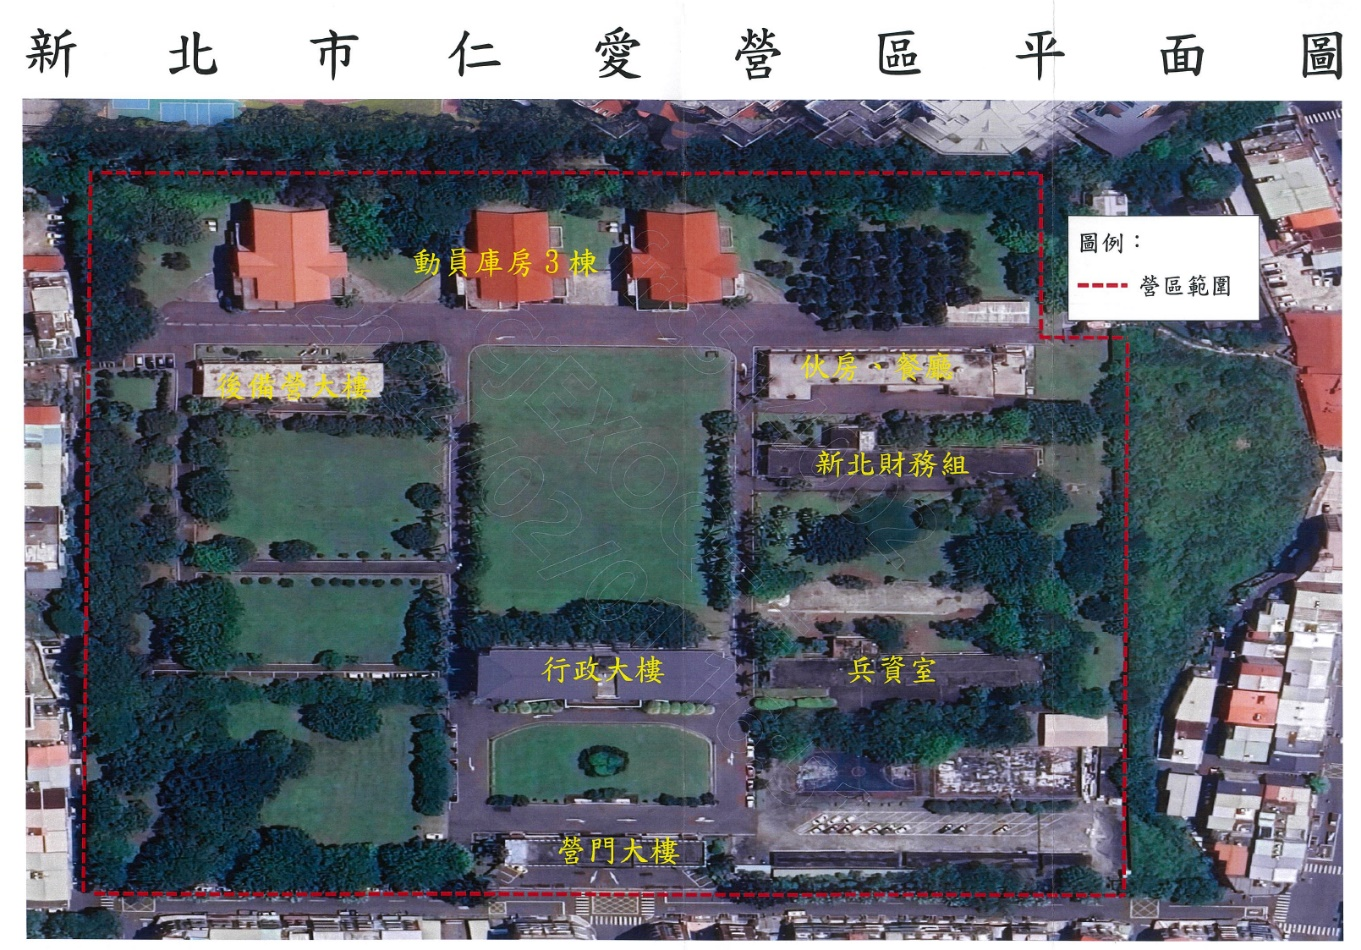 新北市仁愛營區平面圖
圖例：
營區範圍
動員庫房3棟
後備營大樓
伙房、餐廳
新北財務組
行政大樓
兵資室
營門大樓